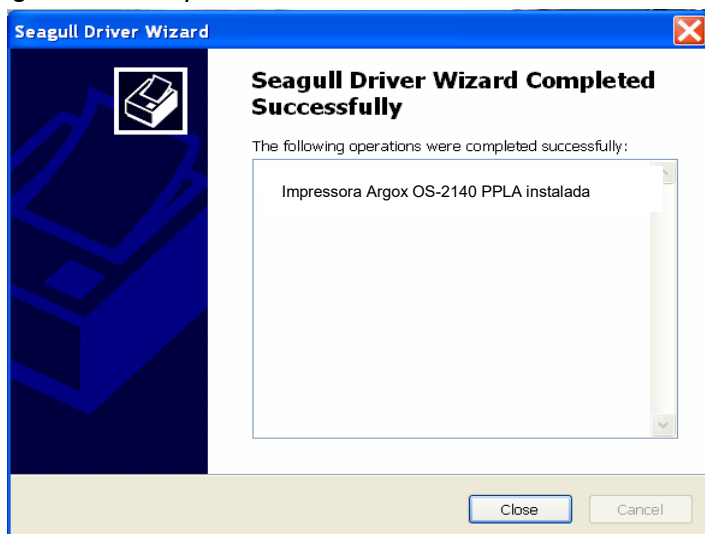 Seagull Driver Wizard
Seagull Driver Wizard Completed
Successfully
The following operations were completed successfully:
Impressora Argox OS-2140 PPLA instalada
Close
Cancel